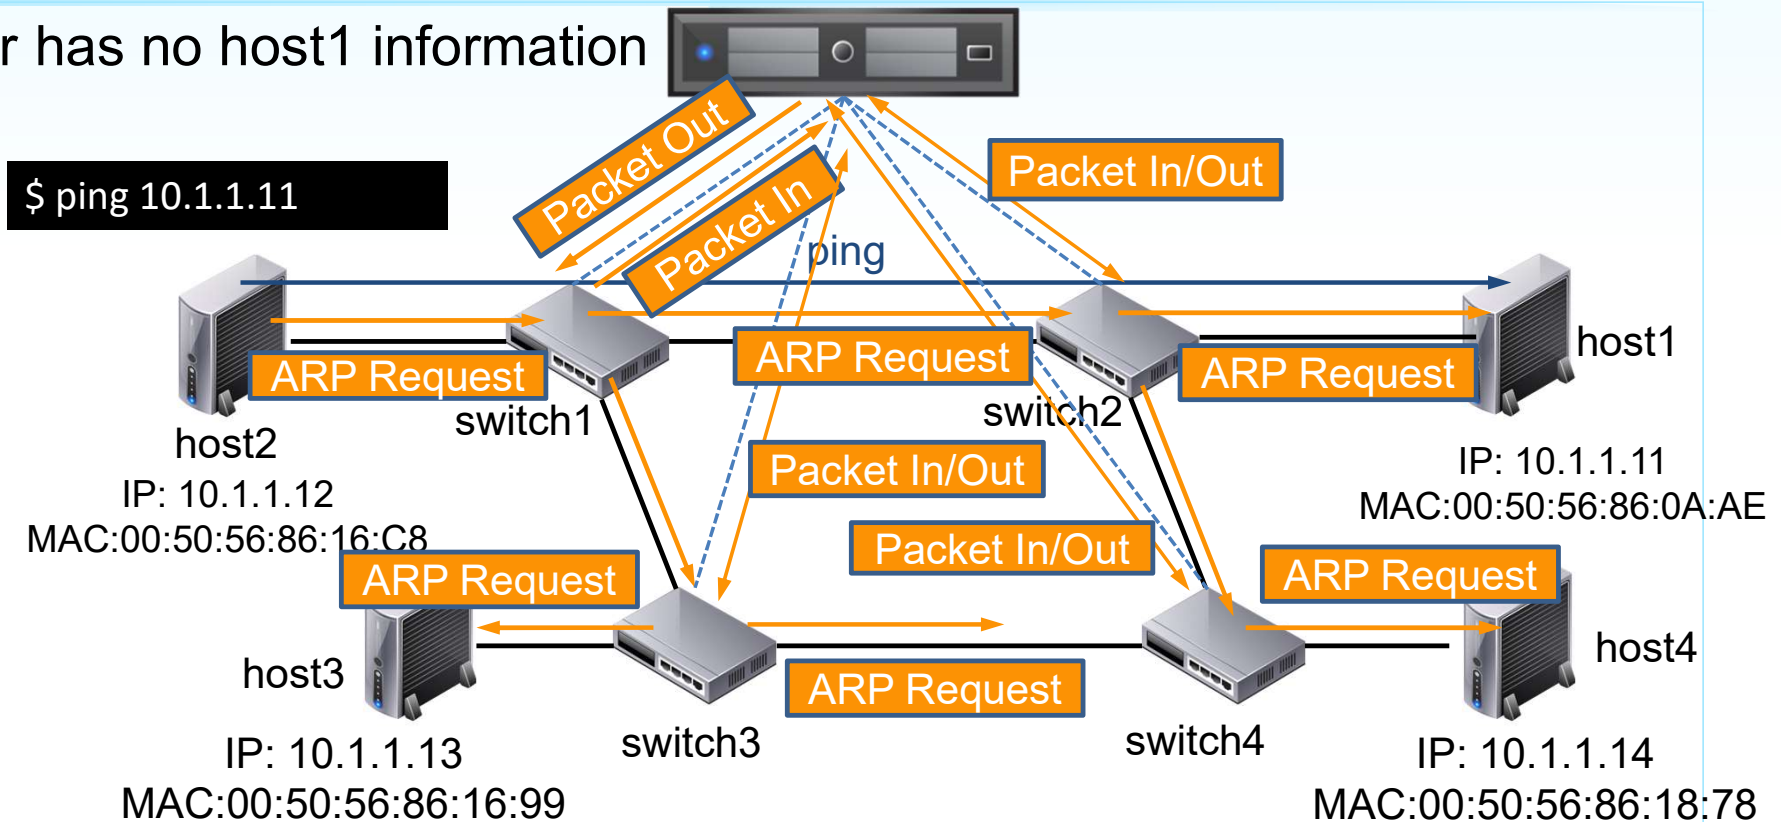 r has no host1 information
Packet Out
Packet In
Packet In/Out
$ ping 10.1.1.11
ping
ARP Request
ARP Request
ARP Request
host1
switch1
switch2
host2
IP: 10.1.1.12
MAC:00:50:56:86:16:C8
IP: 10.1.1.11
MAC:00:50:56:86:0A:AE
Packet In/Out
Packet In/Out
ARP Request
ARP Request
host3
host4
ARP Request
switch3
switch4
IP: 10.1.1.13
MAC:00:50:56:86:16:99
IP: 10.1.1.14
MAC:00:50:56:86:18:78